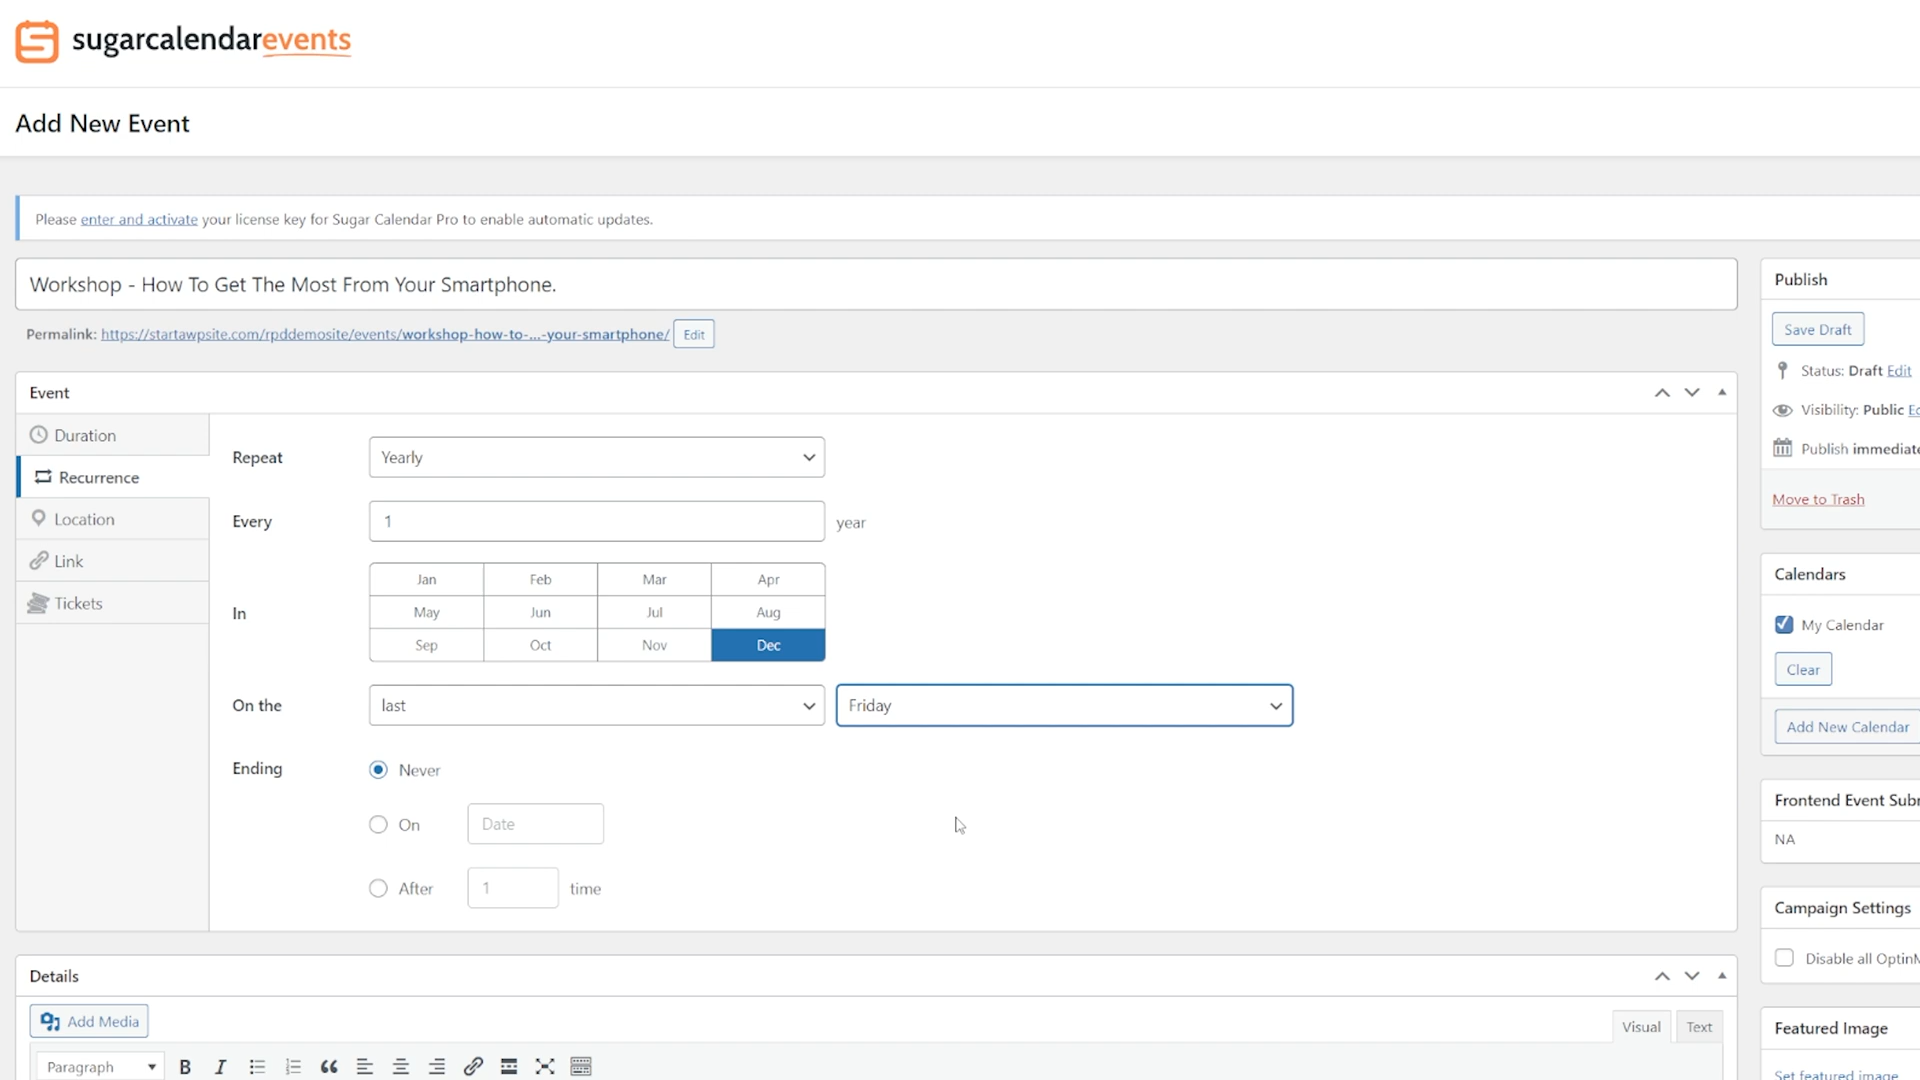 sugarcalendarevents
Add New Event
Please enter and activate your license key for Sugar Calendar Pro to enable automatic updates.
Workshop - How To Get The Most From Your Smartphone.
Permalink: https://startawpsite.com/rpddemosite/events/workshop-how-to-...-your-smartphone/ Edit
Event
Duration
Recurrence
Location
Link
Tickets
Repeat Yearly
Every 1 year
In
Jan Feb Mar Apr
May Jun Jul Aug
Sep Oct Nov Dec
On the last Friday
Ending Never
On Date
After 1 time
Details
Add Media
Visual Text
Paragraph
Publish
Save Draft
Status: Draft Edit
Visibility: Public
Publish
Move to Trash
Calendars
My Calendar
Clear
Add New Calendar
Frontend Event
NA
Campaign Settings
Disable all
Featured Image
Set featured image